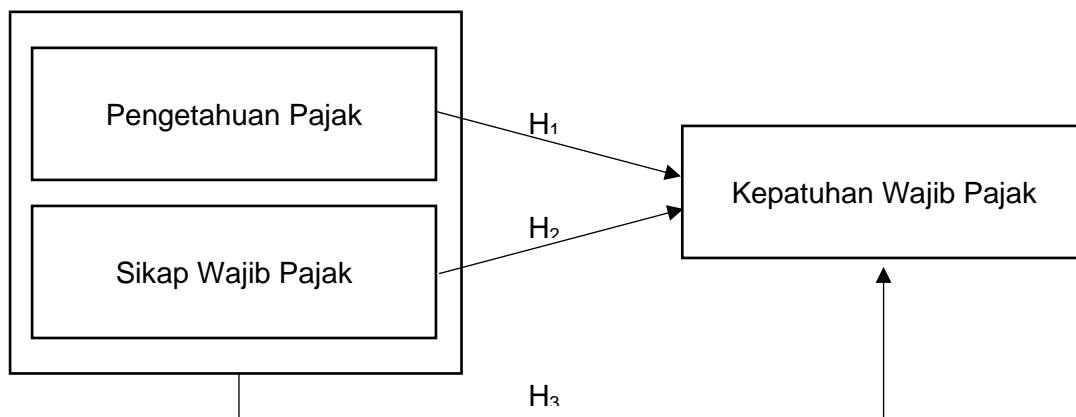 Pengetahuan Pajak
H₁
Kepatuhan Wajib Pajak
H₂
Sikap Wajib Pajak
H₃